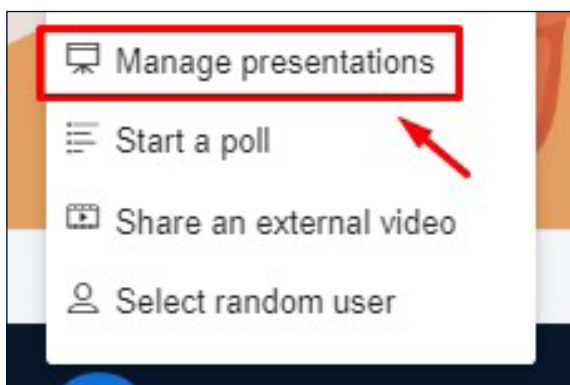 Manage presentations
Start a poll
Share an external video
Select random user